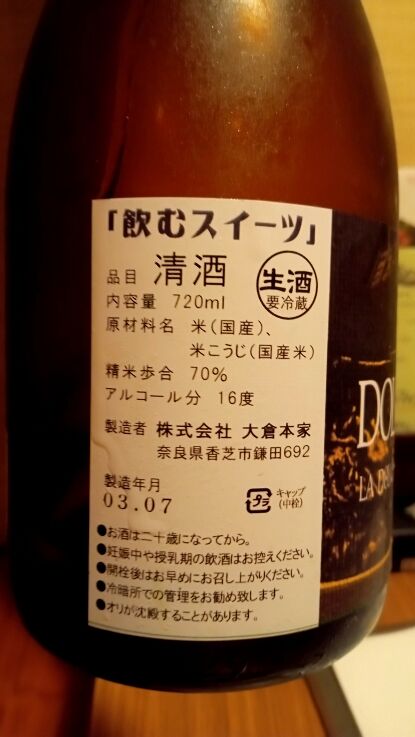 「飲むスイーツ」
品目 清酒
生酒
要冷蔵
内容量 720ml
原材料名 米(国産)、
米こうじ(国産米)
精米歩合 70%
アルコール分 16度
製造者 株式会社 大倉本家
奈良県香芝市鎌田692
製造年月
03.07
プラ
キャップ
(中栓)
●お酒は二十歳になってから。
●妊娠中や授乳期の飲酒はお控えください。
●開栓後はお早めにお召し上がりください。
●冷暗所での管理をお勧め致します。
●オリが沈殿することがあります。